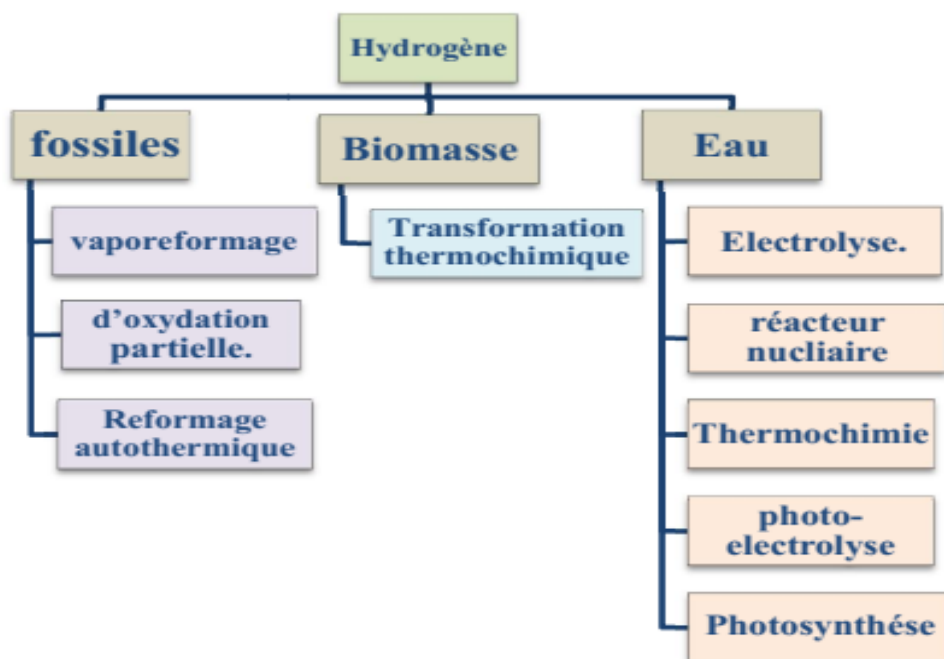 Hydrogène
fossiles
Biomasse
Eau
vaporeformage
d'oxydation
partielle.
Reformage
autothermique
Transformation
thermochimique
Electrolyse.
réacteur
nucliaire
Thermochimie
photo-
electrolyse
Photosynthése